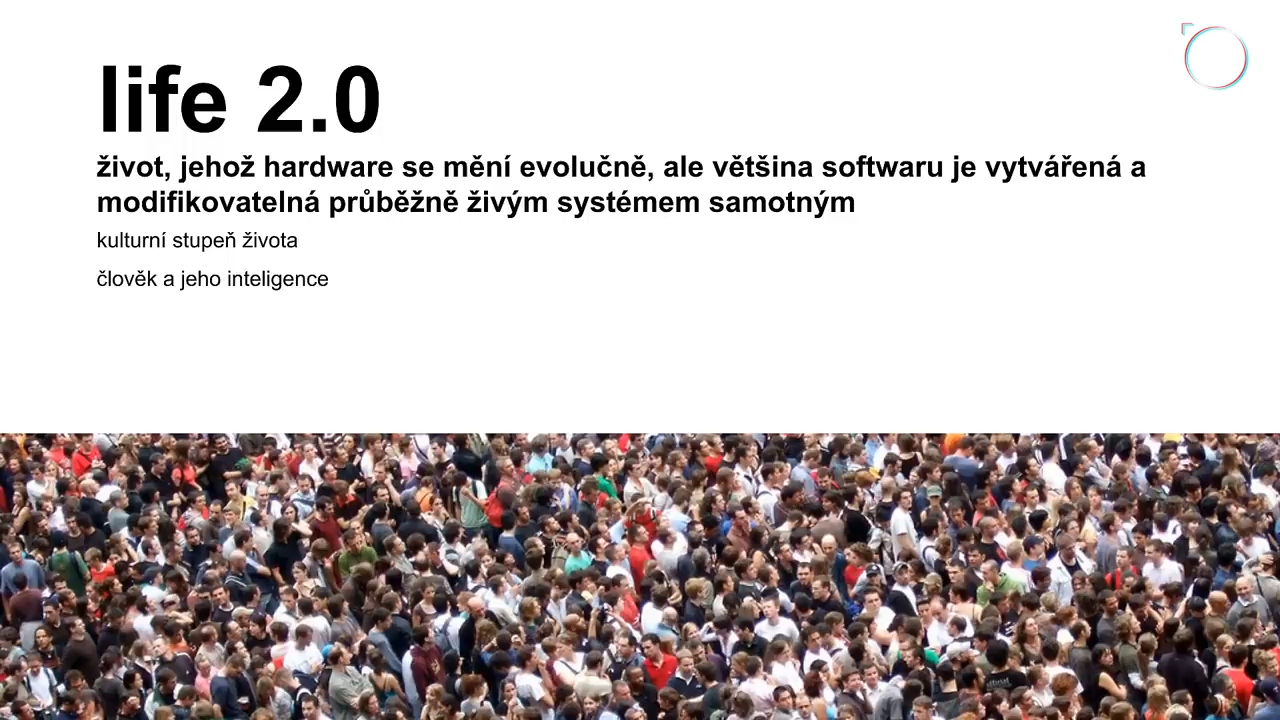 life 2.0
život, jehož hardware se mění evolučně, ale většina softwaru je vytvářená a
modifikovatelná průběžně živým systémem samotným
kulturní stupeň života
člověk a jeho inteligence